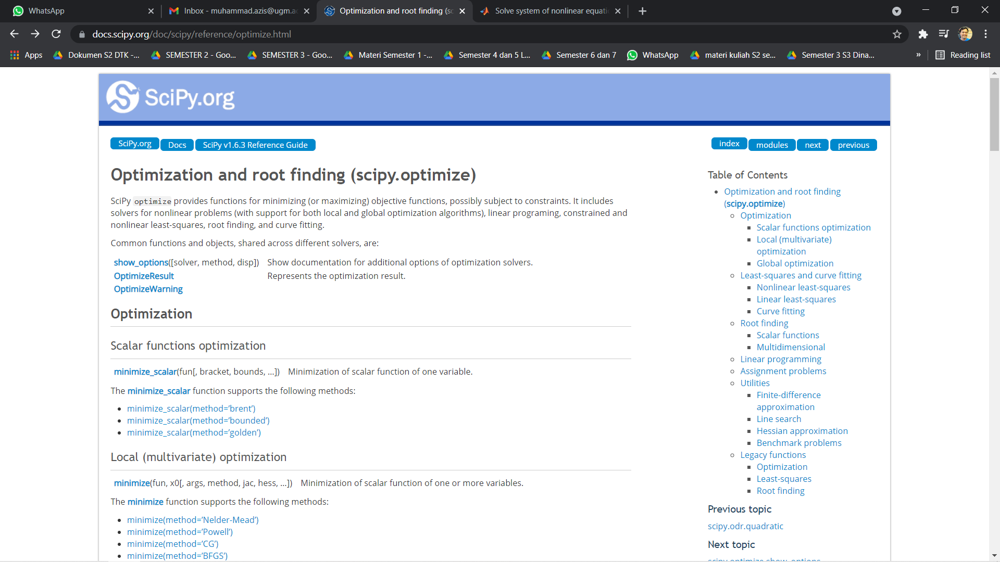 WhatsApp
Inbox - muhammad.azis@ugm.ac
Optimization and root finding (sc
Solve system of nonlinear equatio
docs.scipy.org/doc/scipy/reference/optimize.html
Apps
Dokumen S2 DTK -...
SEMESTER 2 - Goo...
SEMESTER 3 - Goo...
Materi Semester 1 -...
Semester 4 dan 5 L...
Semester 6 dan 7
WhatsApp
materi kuliah S2 se...
Semester 3 S3 Dina...
»
Reading list
SciPy.org
SciPy.org
Docs
SciPy v1.6.3 Reference Guide
index
modules
next
previous
Optimization and root finding (scipy.optimize)
SciPy optimize provides functions for minimizing (or maximizing) objective functions, possibly subject to constraints. It includes
solvers for nonlinear problems (with support for both local and global optimization algorithms), linear programing, constrained and
nonlinear least-squares, root finding, and curve fitting.
Common functions and objects, shared across different solvers, are:
show_options([solver, method, disp]) Show documentation for additional options of optimization solvers.
OptimizeResult Represents the optimization result.
OptimizeWarning
Optimization
Scalar functions optimization
minimize_scalar(fun[, bracket, bounds, ...]) Minimization of scalar function of one variable.
The minimize_scalar function supports the following methods:
• minimize_scalar(method=’brent’)
• minimize_scalar(method=’bounded’)
• minimize_scalar(method=’golden’)
Local (multivariate) optimization
minimize(fun, x0[, args, method, jac, hess, ...]) Minimization of scalar function of one or more variables.
The minimize function supports the following methods:
• minimize(method=’Nelder-Mead’)
• minimize(method=’Powell’)
• minimize(method=’CG’)
• minimize(method=’BFGS’)
Table of Contents
Optimization and root finding
(scipy.optimize)
Optimization
Scalar functions optimization
Local (multivariate)
optimization
Global optimization
Least-squares and curve fitting
Nonlinear least-squares
Linear least-squares
Curve fitting
Root finding
Scalar functions
Multidimensional
Linear programming
Assignment problems
Utilities
Finite-difference
approximation
Line search
Hessian approximation
Benchmark problems
Legacy functions
Optimization
Least-squares
Root finding
Previous topic
scipy.odr.quadratic
Next topic
scipy.optimize.show_options